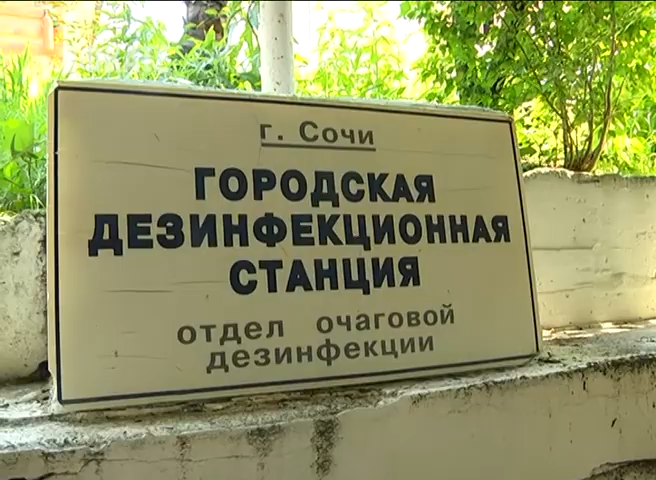 г. Сочи
ГОРОДСКАЯ
ДЕЗИНФЕКЦИОННАЯ
СТАНЦИЯ
отдел очаговой
дезинфекции